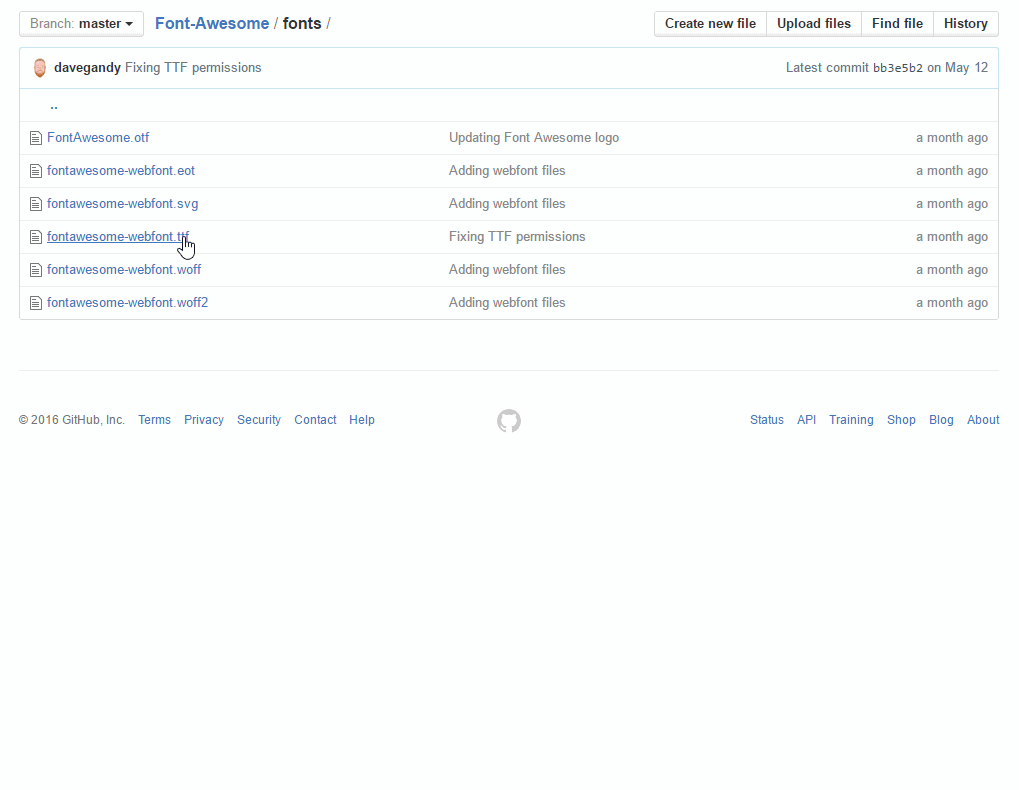 Branch: master Font-Awesome / fonts / Create new file Upload files Find file History
davegandy Fixing TTF permissions Latest commit bb3e5b2 on May 12
..
FontAwesome.otf Updating Font Awesome logo a month ago
fontawesome-webfont.eot Adding webfont files a month ago
fontawesome-webfont.svg Adding webfont files a month ago
fontawesome-webfont.ttf Fixing TTF permissions a month ago
fontawesome-webfont.woff Adding webfont files a month ago
fontawesome-webfont.woff2 Adding webfont files a month ago
© 2016 GitHub, Inc. Terms Privacy Security Contact Help Status API Training Shop Blog About